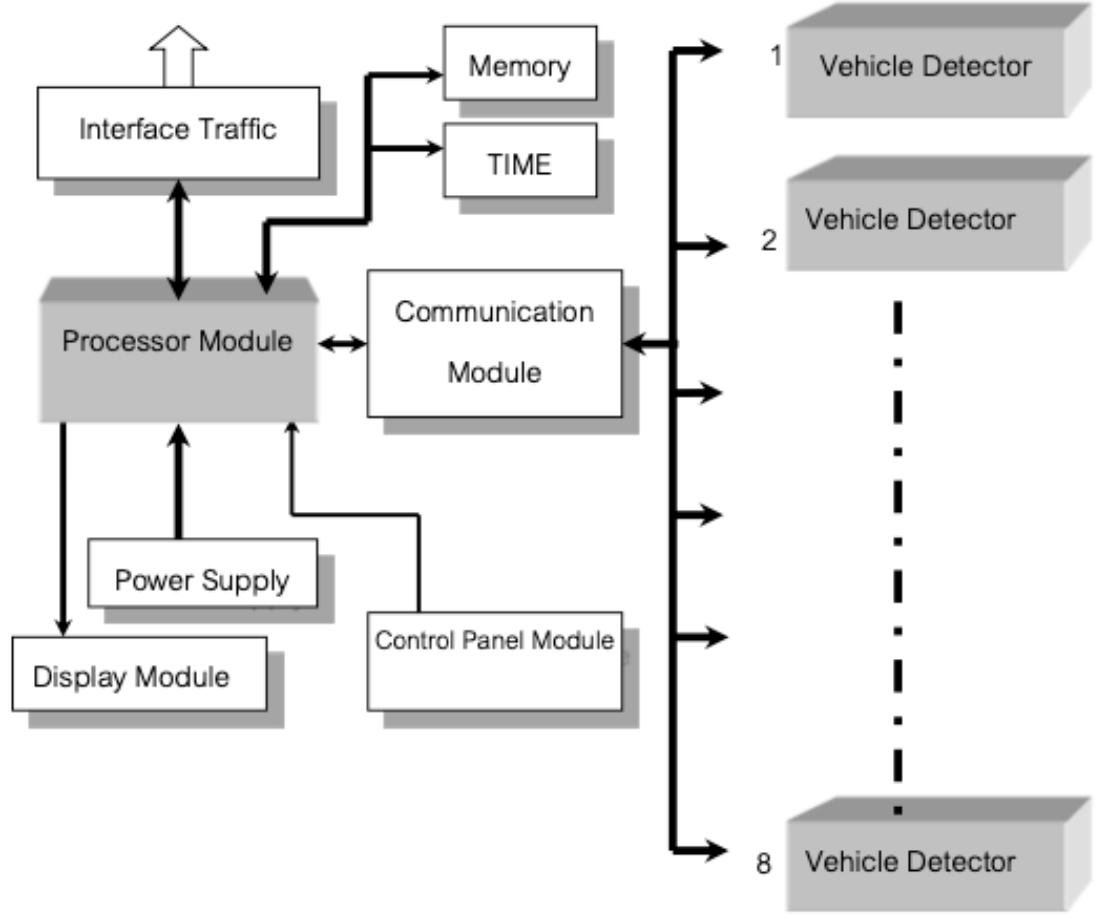 Interface Traffic
Memory
TIME
1
Vehicle Detector
2
Vehicle Detector
Processor Module
Communication
Module
Power Supply
Control Panel Module
Display Module
8
Vehicle Detector